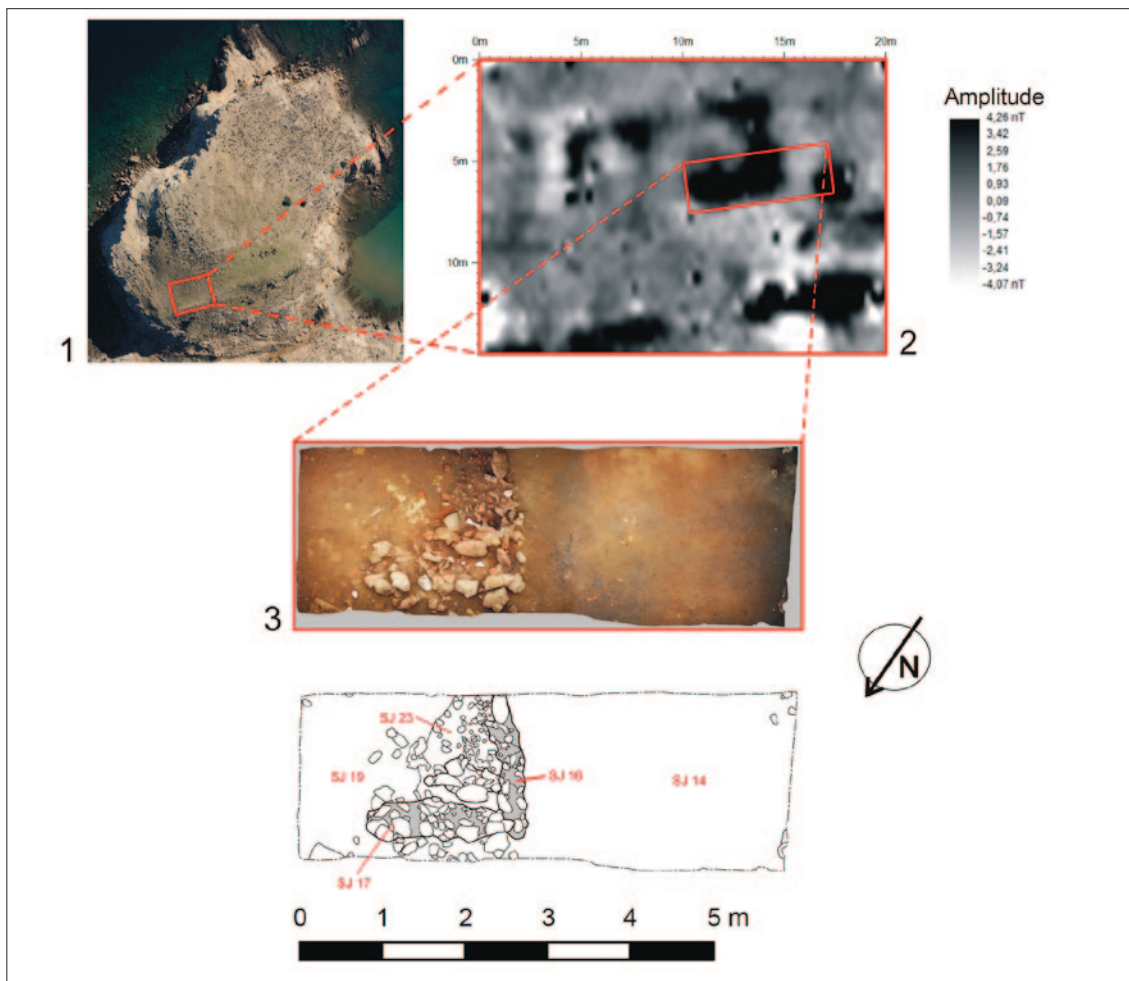 0m 5m 10m 15m 20m
0m
5m
10m
Amplitude
4,26 nT
3,42
2,59
1,76
0,93
0,09
-0,74
-1,57
-2,41
-3,24
-4,07 nT
1
2
3
N
SJ 23
SJ 19
SJ 16
SJ 14
SJ 17
0 1 2 3 4 5 m